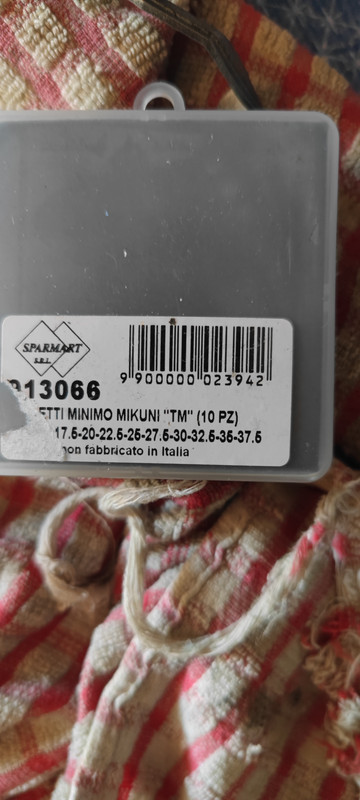 SPARMART
S.R.L.
9 900000 023942
913066
ETTI MINIMO MIKUNI "TM" (10 PZ)
17.5-20-22.5-25-27.5-30-32.5-35-37.5
non fabbricato in Italia